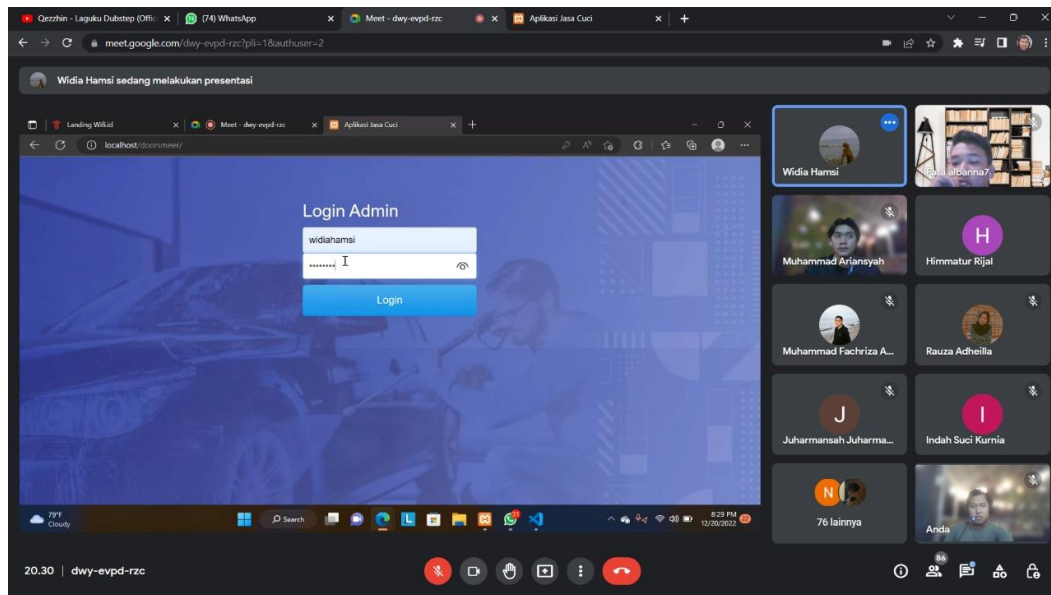 Qezzhin - Laguku Dubstep (Offic
(74) WhatsApp
Meet - dwy-evpd-rzc
Aplikasi Jasa Cuci
meet.google.com/dwy-evpd-rzc?pli=1&authuser=2
Widia Hamsi sedang melakukan presentasi
Landing Wifi.id
Meet - dwy-evpd-rzc
Aplikasi Jasa Cuci
localhost/doorsmeer/
Login Admin
widiahamsi
Login
79°F
Cloudy
Search
8:29 PM
12/20/2022
Widia Hamsi
albanna7
Muhammad Ariansyah
H
Himmatur Rijal
Muhammad Fachriza A...
Rauza Adheilla
J
Juharmansah Juharma...
I
Indah Suci Kurnia
N
76 lainnya
Anda
20.30 | dwy-evpd-rzc
86